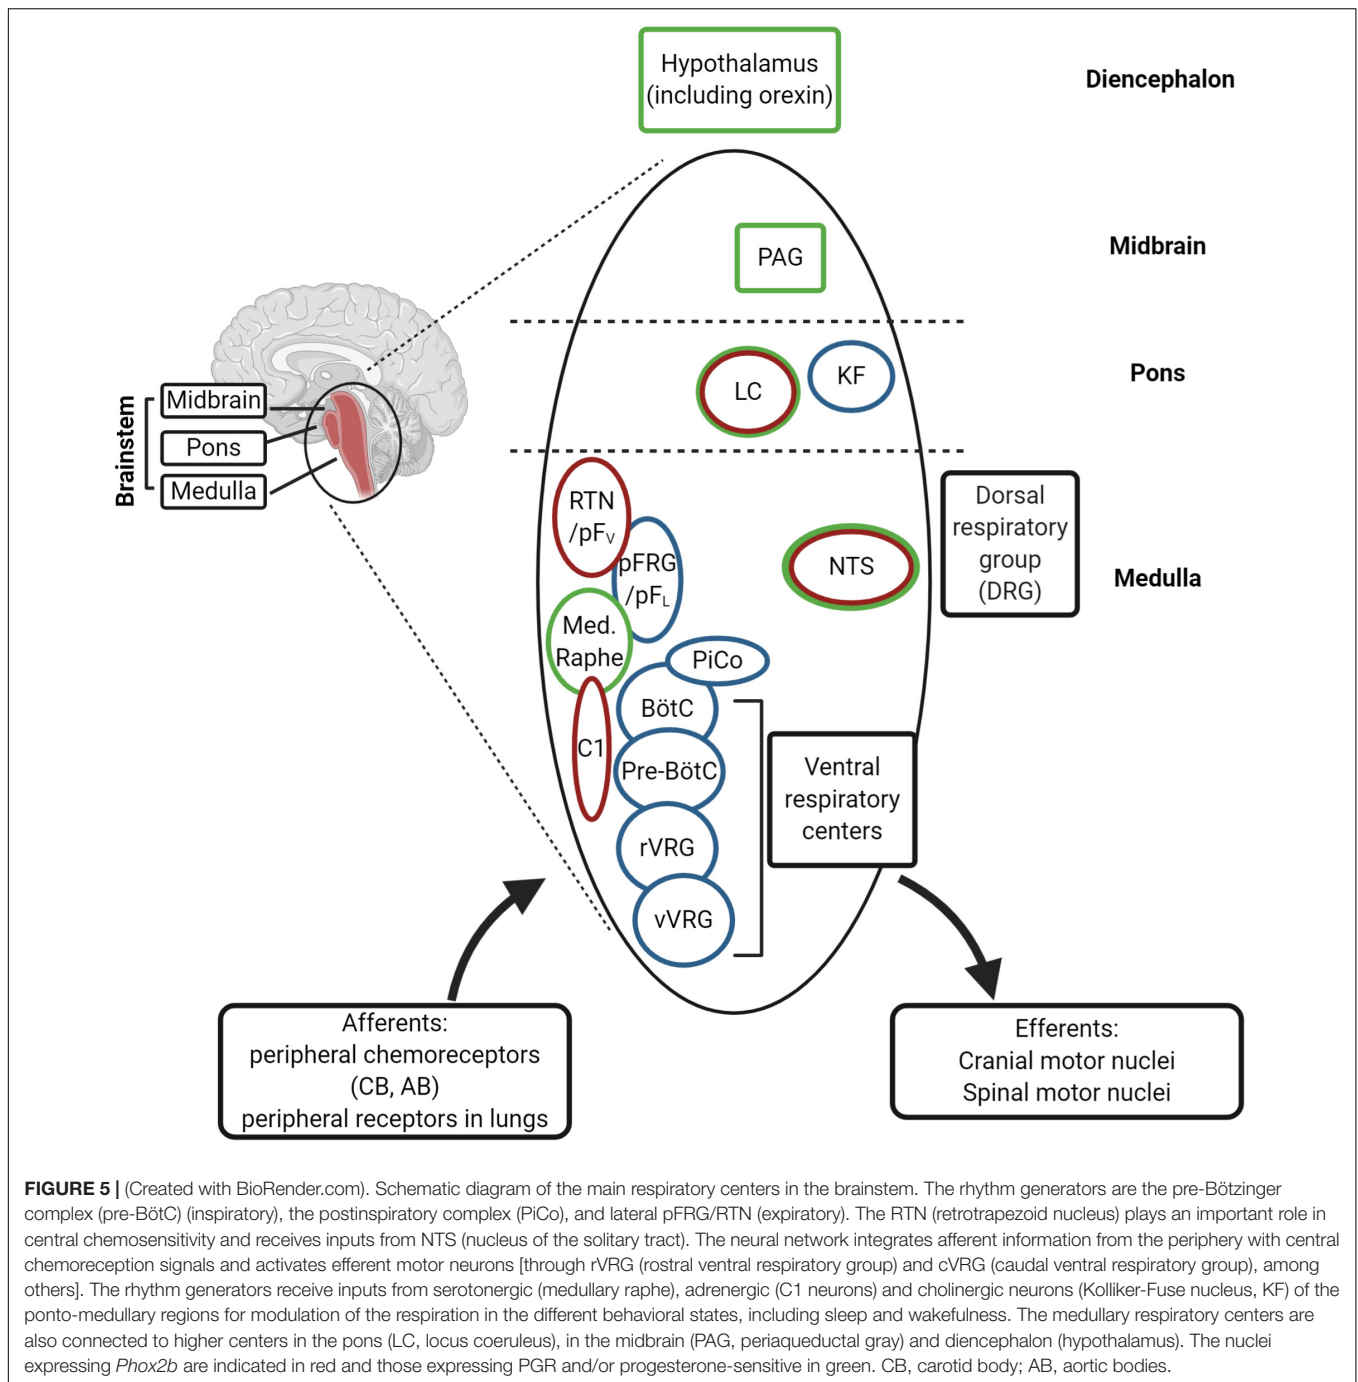 Hypothalamus
(including orexin)
Diencephalon
PAG
Midbrain
LC
KF
Pons
Brainstem
Midbrain
Pons
Medulla
RTN
/pFV
pFRG
/pFL
NTS
Dorsal
respiratory
group
(DRG)
Medulla
Med.
Raphe
PiCo
BötC
C1
Pre-BötC
rVRG
vVRG
Ventral
respiratory
centers
Afferents:
peripheral chemoreceptors
(CB, AB)
peripheral receptors in lungs
Efferents:
Cranial motor nuclei
Spinal motor nuclei
FIGURE 5 | (Created with BioRender.com). Schematic diagram of the main respiratory centers in the brainstem. The rhythm generators are the pre-Bötzinger
complex (pre-BötC) (inspiratory), the postinspiratory complex (PiCo), and lateral pFRG/RTN (expiratory). The RTN (retrotrapezoid nucleus) plays an important role in
central chemosensitivity and receives inputs from NTS (nucleus of the solitary tract). The neural network integrates afferent information from the periphery with central
chemoreception signals and activates efferent motor neurons [through rVRG (rostral ventral respiratory group) and cVRG (caudal ventral respiratory group), among
others]. The rhythm generators receive inputs from serotonergic (medullary raphe), adrenergic (C1 neurons) and cholinergic neurons (Kolliker-Fuse nucleus, KF) of the
ponto-medullary regions for modulation of the respiration in the different behavioral states, including sleep and wakefulness. The medullary respiratory centers are
also connected to higher centers in the pons (LC, locus coeruleus), in the midbrain (PAG, periaqueductal gray) and diencephalon (hypothalamus). The nuclei
expressing Phox2b are indicated in red and those expressing PGR and/or progesterone-sensitive in green. CB, carotid body; AB, aortic bodies.